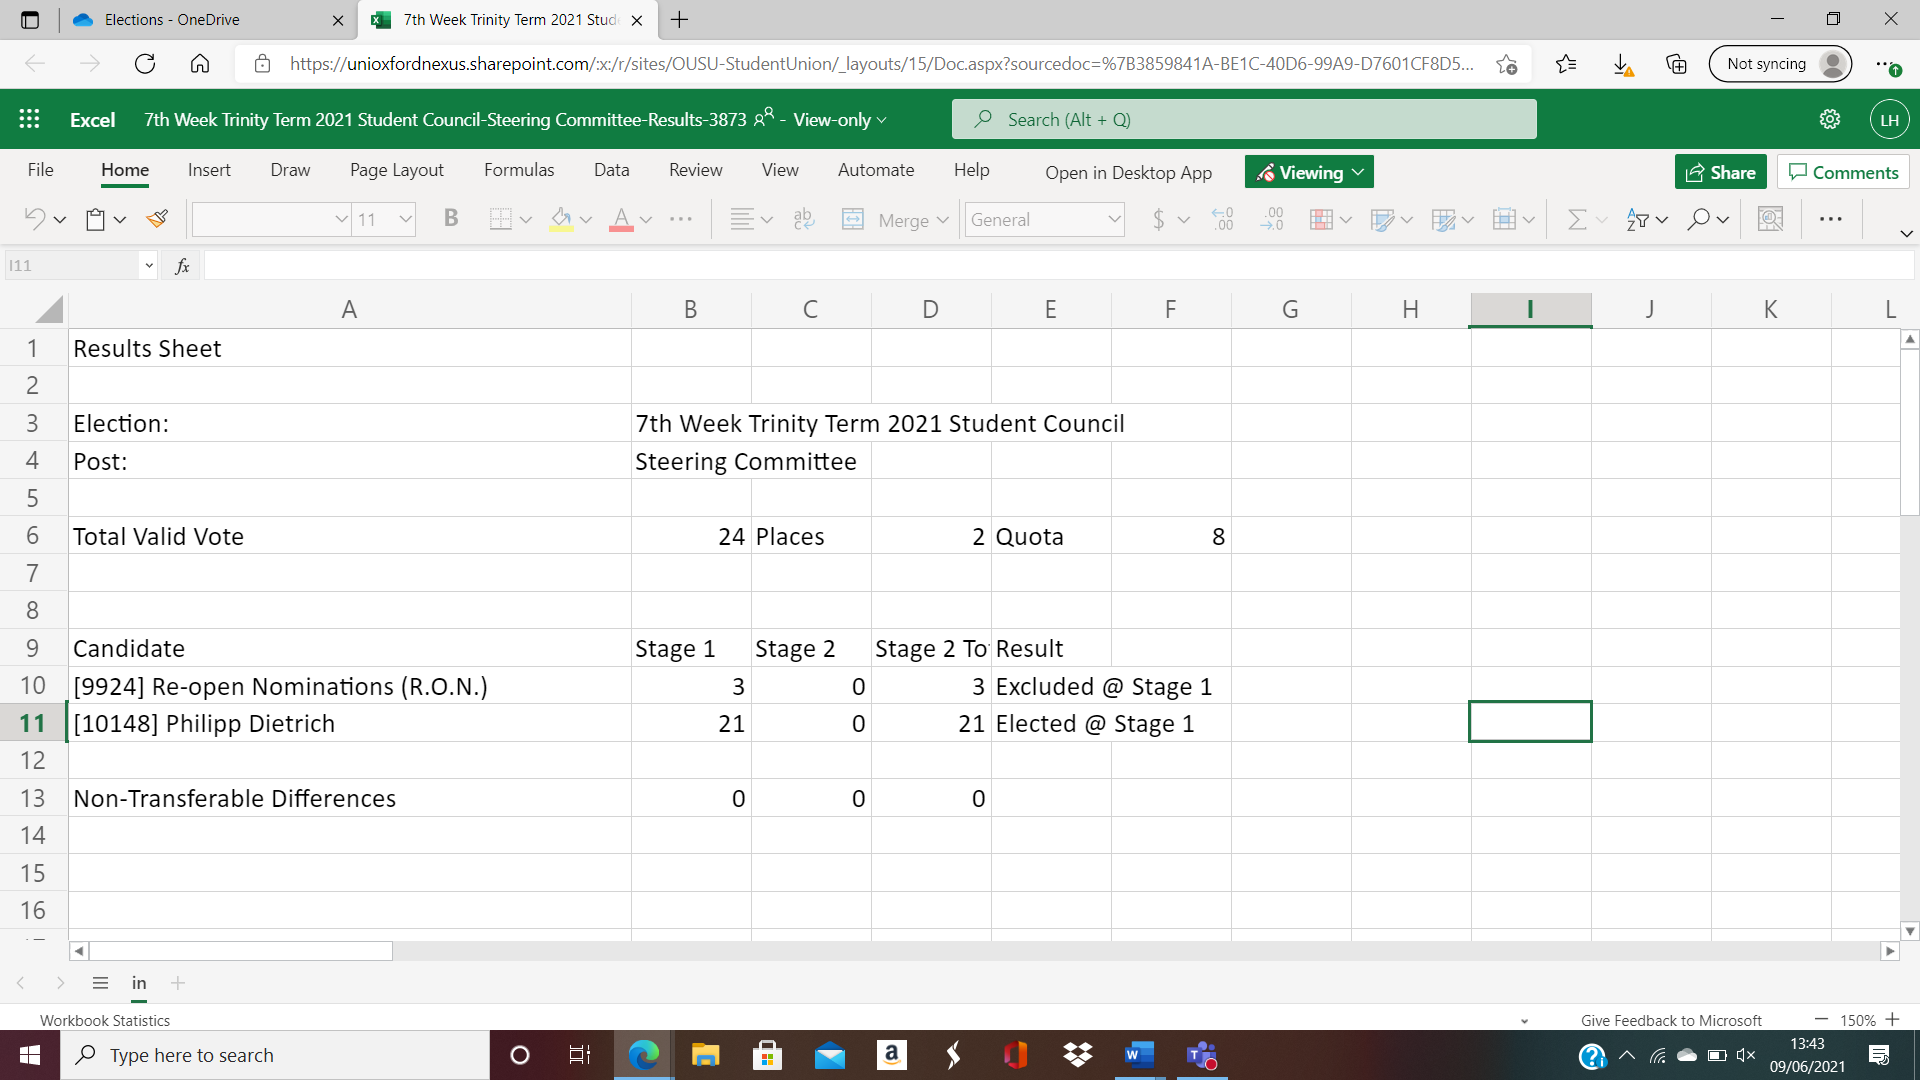 Elections - OneDrive
7th Week Trinity Term 2021 Stud
https://unioxfordnexus.sharepoint.com/:x:/r/sites/OUSU-StudentUnion/_layouts/15/Doc.aspx?sourcedoc=%7B3859841A-BE1C-40D6-99A9-D7601CF8D5...
Not syncing
Excel 7th Week Trinity Term 2021 Student Council-Steering Committee-Results-3873 - View-only
Search (Alt + Q)
LH
File Home Insert Draw Page Layout Formulas Data Review View Automate Help Open in Desktop App Viewing Share Comments
11 B A ab Merge General $ .00 .00
I11 fx
A B C D E F G H I J K L
1 Results Sheet
2
3 Election: 7th Week Trinity Term 2021 Student Council
4 Post: Steering Committee
5
6 Total Valid Vote 24 Places 2 Quota 8
7
8
9 Candidate Stage 1 Stage 2 Stage 2 To Result
10 [9924] Re-open Nominations (R.O.N.) 3 0 3 Excluded @ Stage 1
11 [10148] Philipp Dietrich 21 0 21 Elected @ Stage 1
12
13 Non-Transferable Differences 0 0 0
14
15
16
in
Workbook Statistics
Give Feedback to Microsoft
150%
Type here to search
13:43
09/06/2021